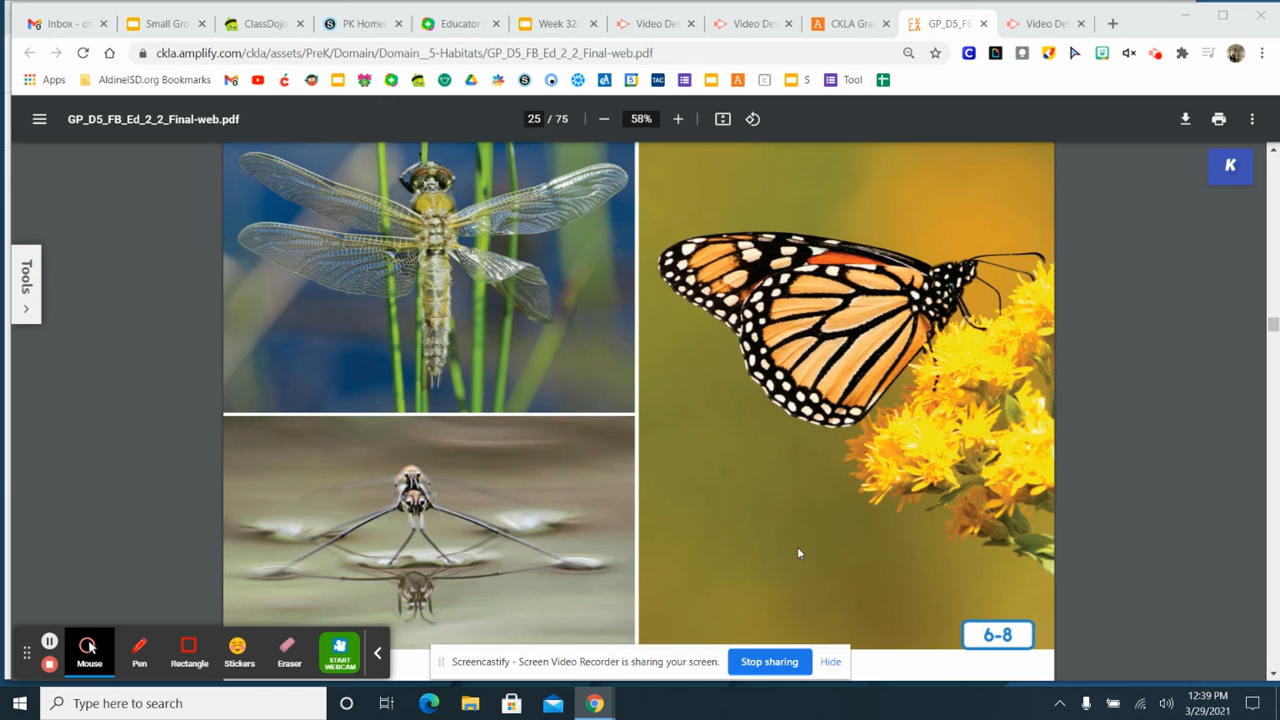 Inbox - cn
Small Gro
ClassDojo
PK Home
Educator
Week 32:
Video De
Video De
CKLA Gra
GP_D5_FB
Video De
ckla.amplify.com/ckla/assets/PreK/Domain/Domain__5-Habitats/GP_D5_FB_Ed_2_2_Final-web.pdf
Apps
AldineISD.org Bookmarks
S
Tool
GP_D5_FB_Ed_2_2_Final-web.pdf
25 / 75
58%
K
Tools
6-8
Mouse
Pen
Rectangle
Stickers
Eraser
START WEBCAM
Screencastify - Screen Video Recorder is sharing your screen.
Stop sharing
Hide
Type here to search
12:39 PM
3/29/2021